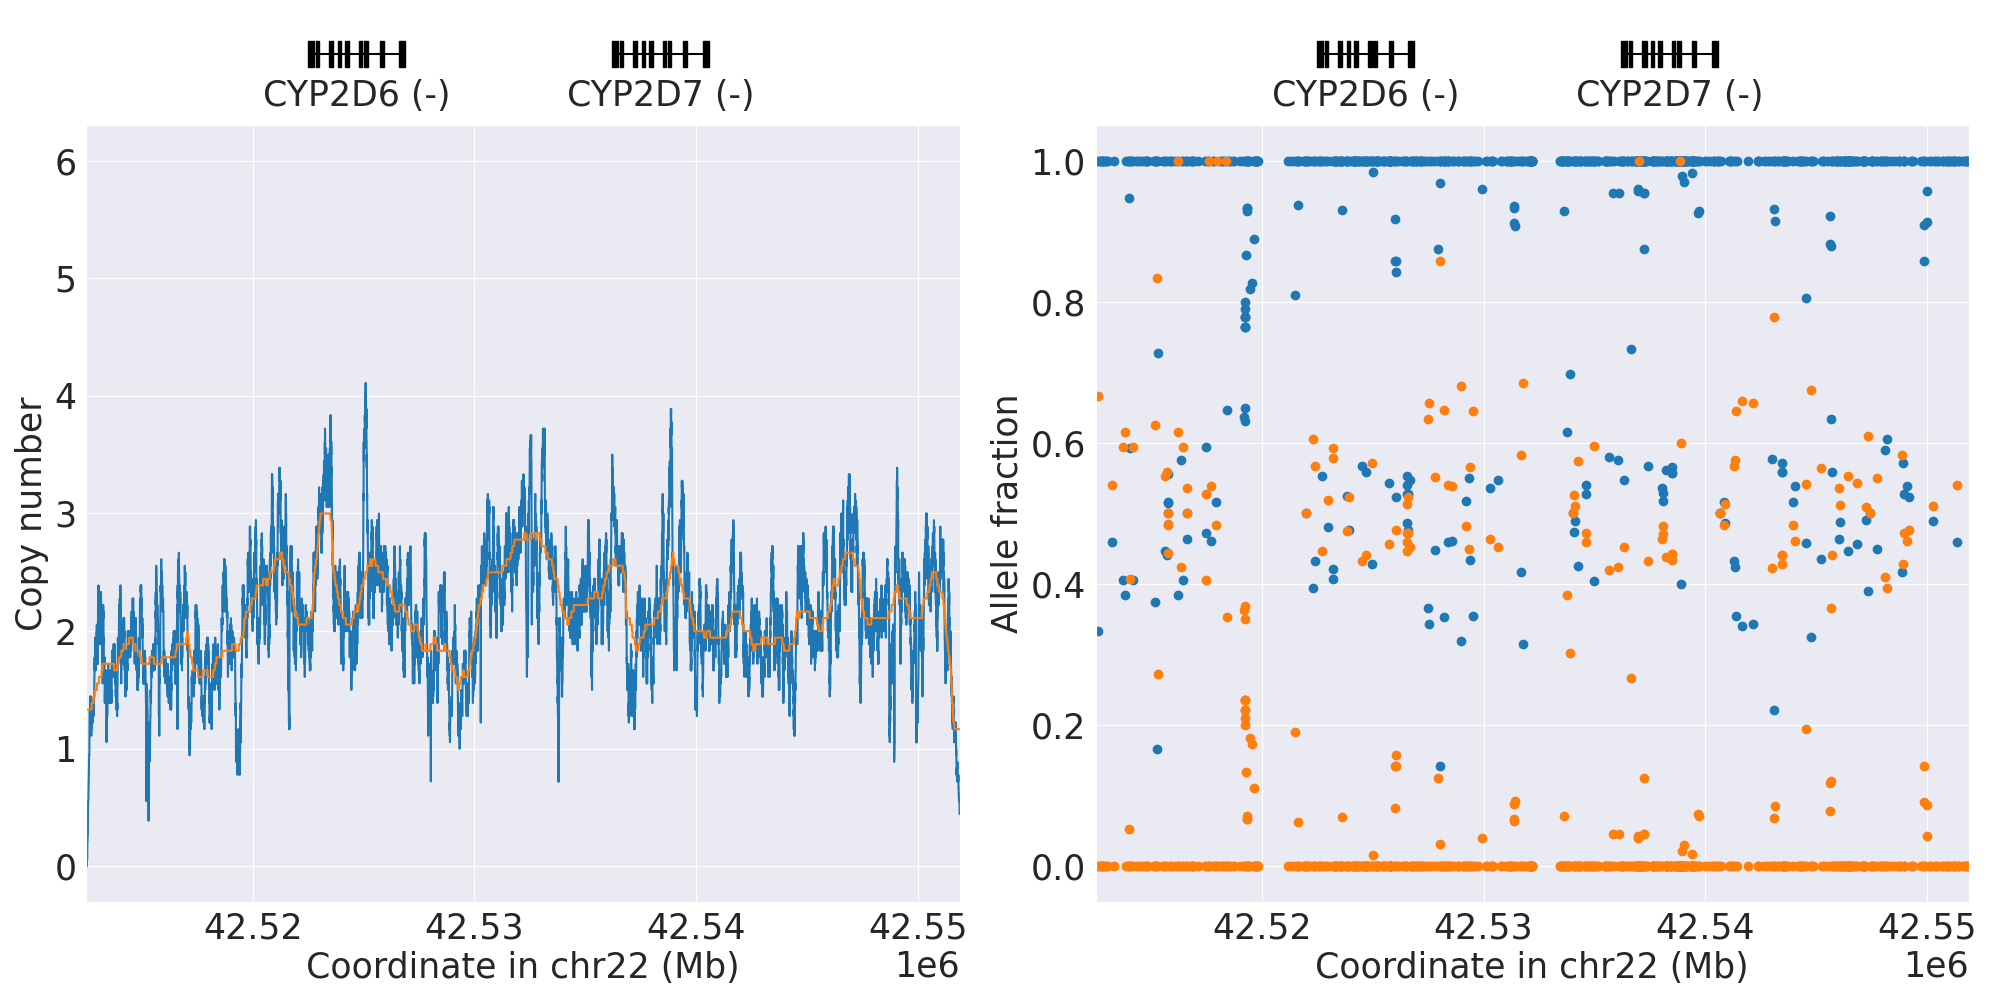 CYP2D6 (-)
CYP2D7 (-)
6
5
4
3
2
1
0
Copy number
42.52
42.53
42.54
42.55
1e6
Coordinate in chr22 (Mb)
CYP2D6 (-)
CYP2D7 (-)
1.0
0.8
0.6
0.4
0.2
0.0
Allele fraction
42.52
42.53
42.54
42.55
1e6
Coordinate in chr22 (Mb)